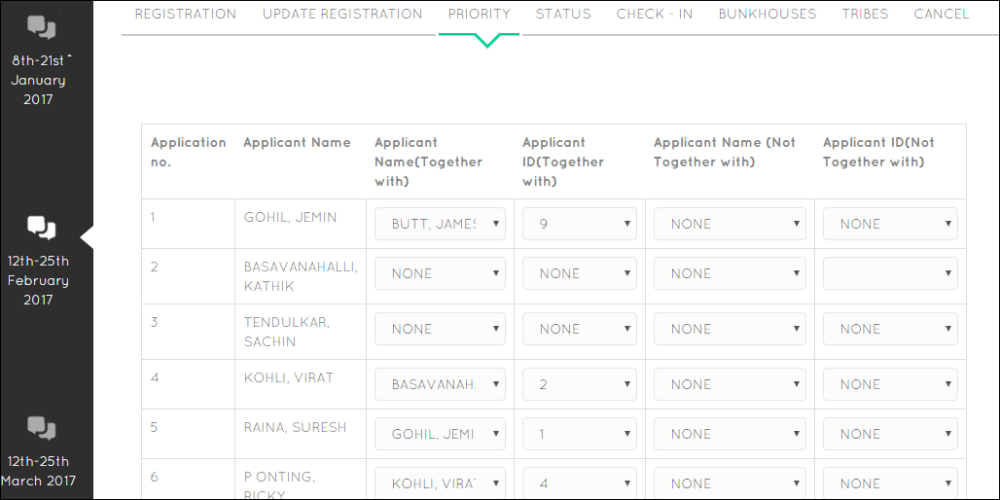 REGISTRATION UPDATE REGISTRATION PRIORITY STATUS CHECK - IN BUNKHOUSES TRIBES CANCEL
8th-21st
January
2017
12th-25th
February
2017
12th-25th
March 2017
Application no. Applicant Name Applicant Name(Together with) Applicant ID(Together with) Applicant Name (Not Together with) Applicant ID(Not Together with)
1 GOHIL, JEMIN BUTT, JAMES 9 NONE NONE
2 BASAVANAHALLI, KATHIK NONE NONE NONE
3 TENDULKAR, SACHIN NONE NONE NONE NONE
4 KOHLI, VIRAT BASAVANAH 2 NONE NONE
5 RAINA, SURESH GOHIL, JEMI 1 NONE NONE
6 P ONTING, RICKY KOHLI, VIRAT 4 NONE NONE